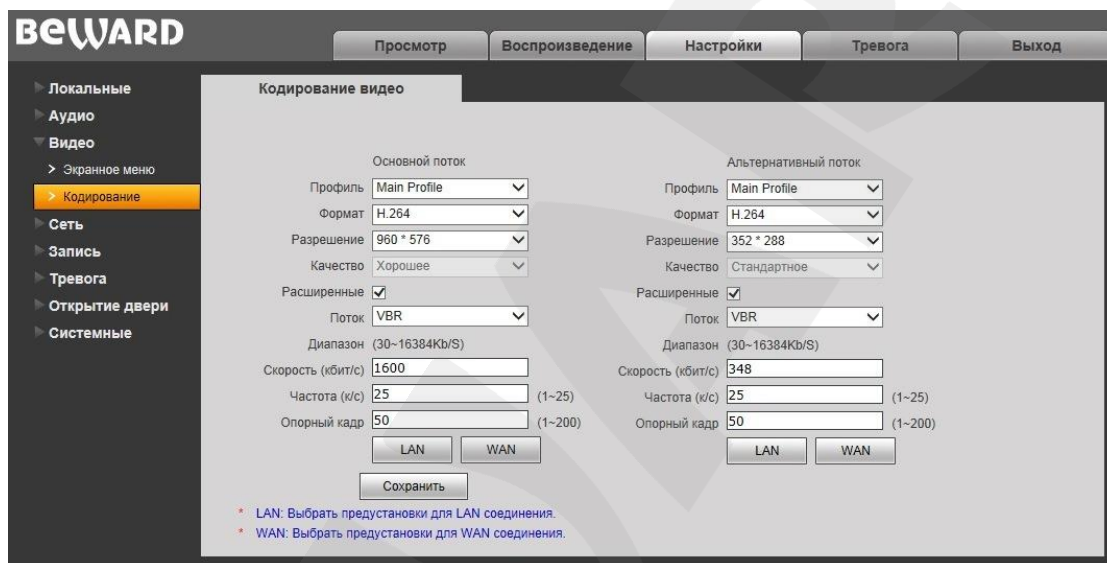 BEWARD
Просмотр Воспроизведение Настройки Тревога Выход
Локальные
Аудио
Видео
Экранное меню
Кодирование
Сеть
Запись
Тревога
Открытие двери
Системные
Кодирование видео
Основной поток
Профиль Main Profile
Формат H.264
Разрешение 960 * 576
Качество Хорошее
Расширенные
Поток VBR
Диапазон (30~16384Kb/S)
Скорость (кбит/с) 1600
Частота (к/с) 25 (1~25)
Опорный кадр 50 (1~200)
LAN WAN
Сохранить
Альтернативный поток
Профиль Main Profile
Формат H.264
Разрешение 352 * 288
Качество Стандартное
Расширенные
Поток VBR
Диапазон (30~16384Kb/S)
Скорость (кбит/с) 348
Частота (к/с) 25 (1~25)
Опорный кадр 50 (1~200)
LAN WAN
* LAN: Выбрать предустановки для LAN соединения.
* WAN: Выбрать предустановки для WAN соединения.